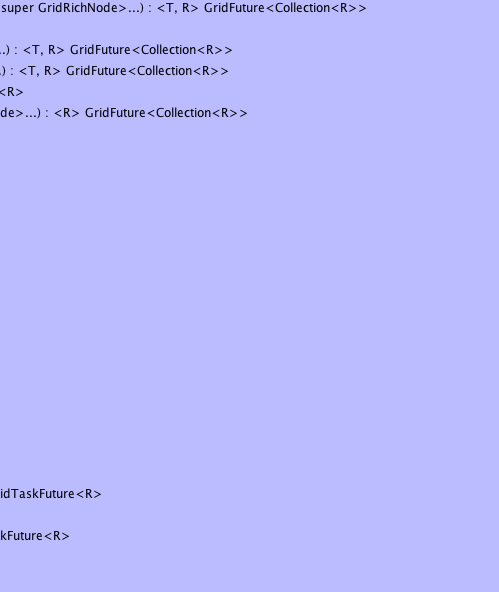 super GridRichNode>...) : <T, R> GridFuture<Collection<R>>
..) : <T, R> GridFuture<Collection<R>>
.) : <T, R> GridFuture<Collection<R>>
<R>
de>...) : <R> GridFuture<Collection<R>>
idTaskFuture<R>
kFuture<R>